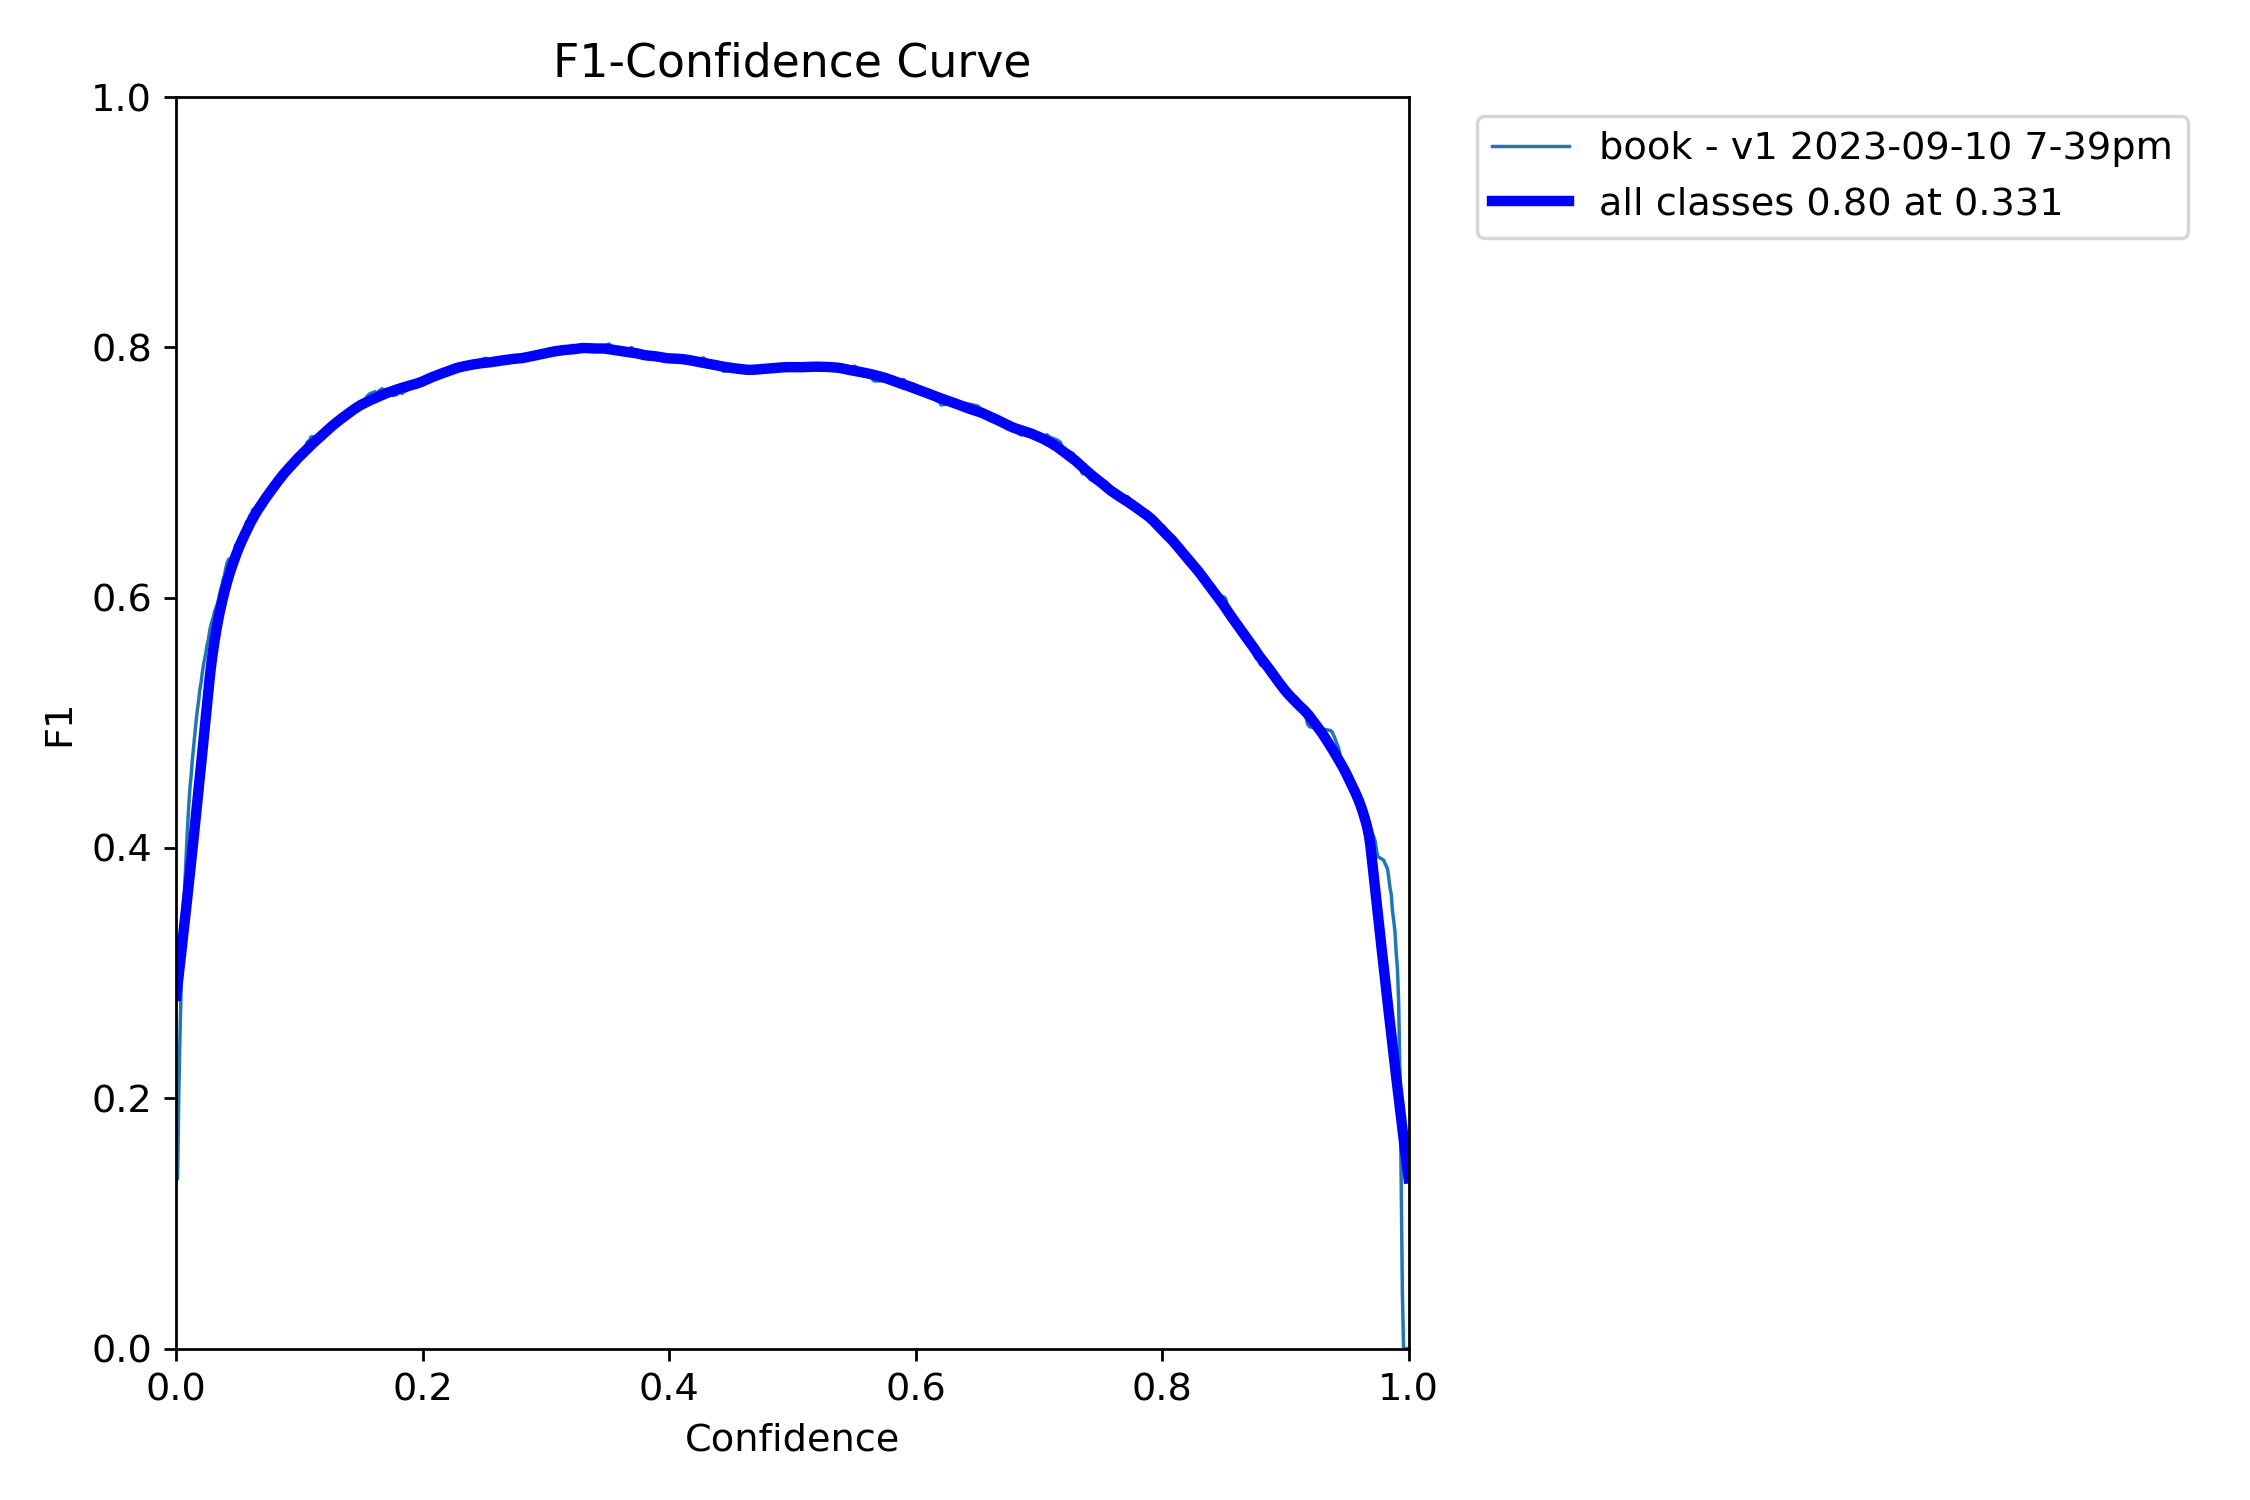 F1-Confidence Curve
1.0
0.8
0.6
0.4
0.2
0.0
F1
0.0 0.2 0.4 0.6 0.8 1.0
Confidence
book - v1 2023-09-10 7-39pm
all classes 0.80 at 0.331